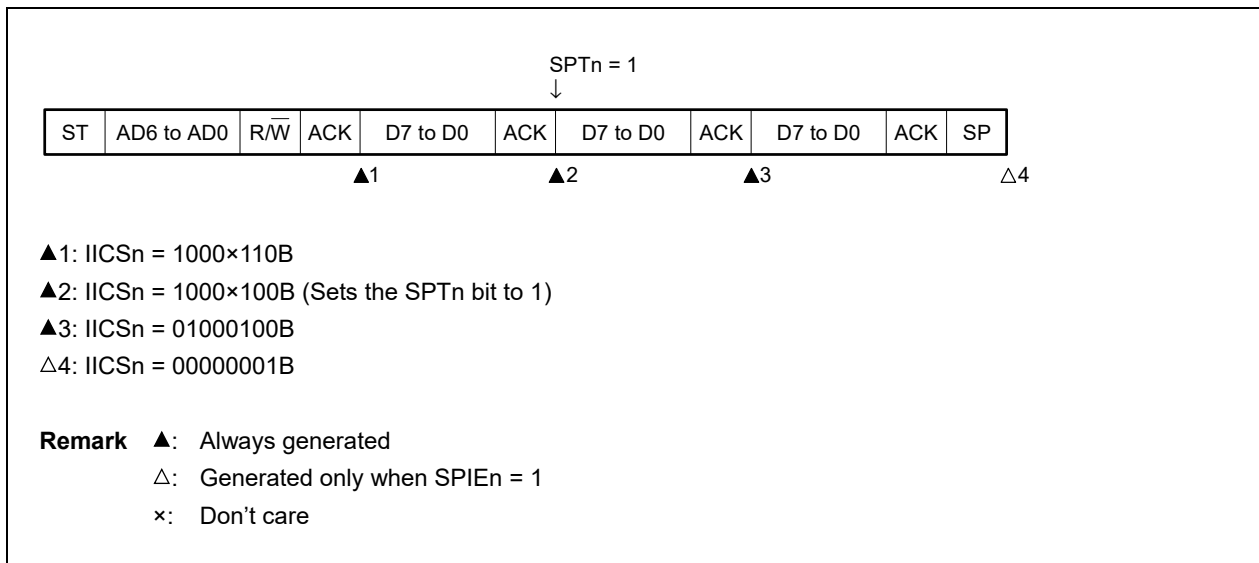 SPTn = 1
↓
ST AD6 to AD0 R/W̅ ACK D7 to D0 ACK D7 to D0 ACK D7 to D0 ACK SP
▲1 ▲2 ▲3 △4
▲1: IICSn = 1000×110B
▲2: IICSn = 1000×100B (Sets the SPTn bit to 1)
▲3: IICSn = 01000100B
△4: IICSn = 00000001B
Remark ▲: Always generated
△: Generated only when SPIEn = 1
×: Don't care